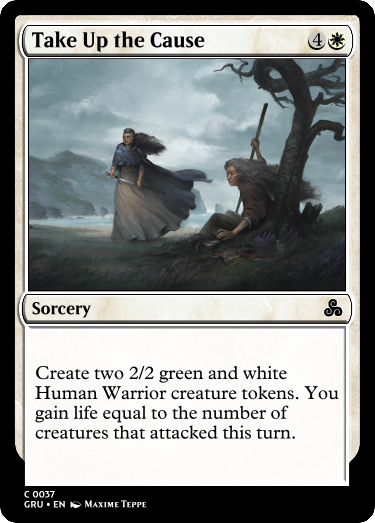 Take Up the Cause 4
Sorcery
Create two 2/2 green and white
Human Warrior creature tokens. You
gain life equal to the number of
creatures that attacked this turn.
C 0037
GRU • EN Maxime Teppe